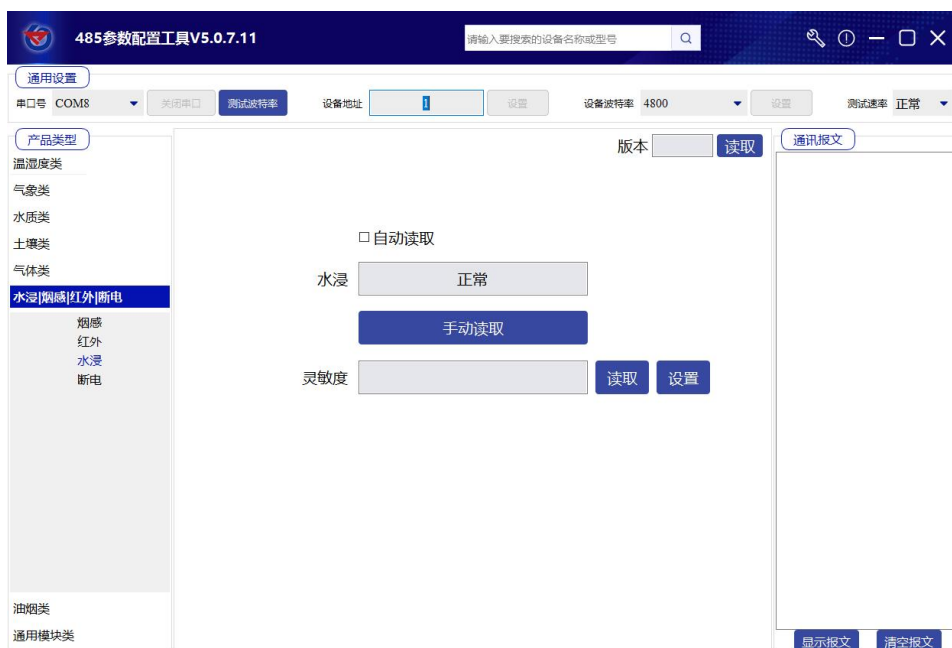 485参数配置工具V5.0.7.11
请输入要搜索的设备名称或型号
通用设置
串口号 COM8 关闭串口 测试波特率 设备地址 1 设置 设备波特率 4800 设置 测试速率 正常
产品类型
温湿度类
气象类
水质类
土壤类
气体类
水浸|烟感|红外|断电
烟感
红外
水浸
断电
油烟类
通用模块类
版本 读取
自动读取
水浸 正常
手动读取
灵敏度 读取 设置
通讯报文
显示报文 清空报文